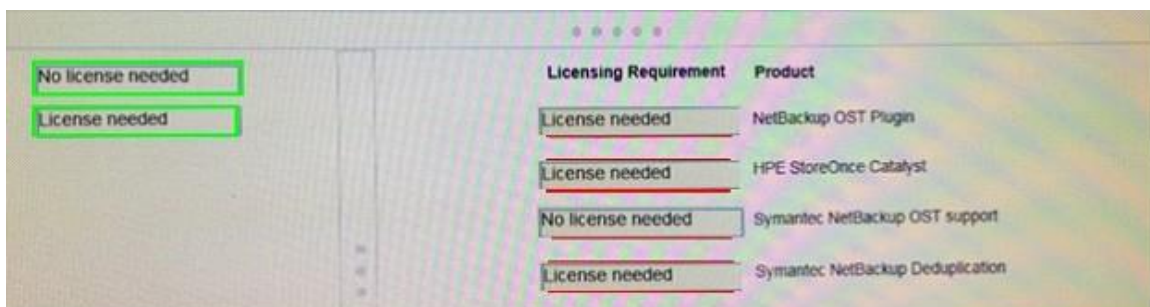 No license needed
License needed
Licensing Requirement Product
License needed NetBackup OST Plugin
License needed HPE StoreOnce Catalyst
No license needed Symantec NetBackup OST support
License needed Symantec NetBackup Deduplication